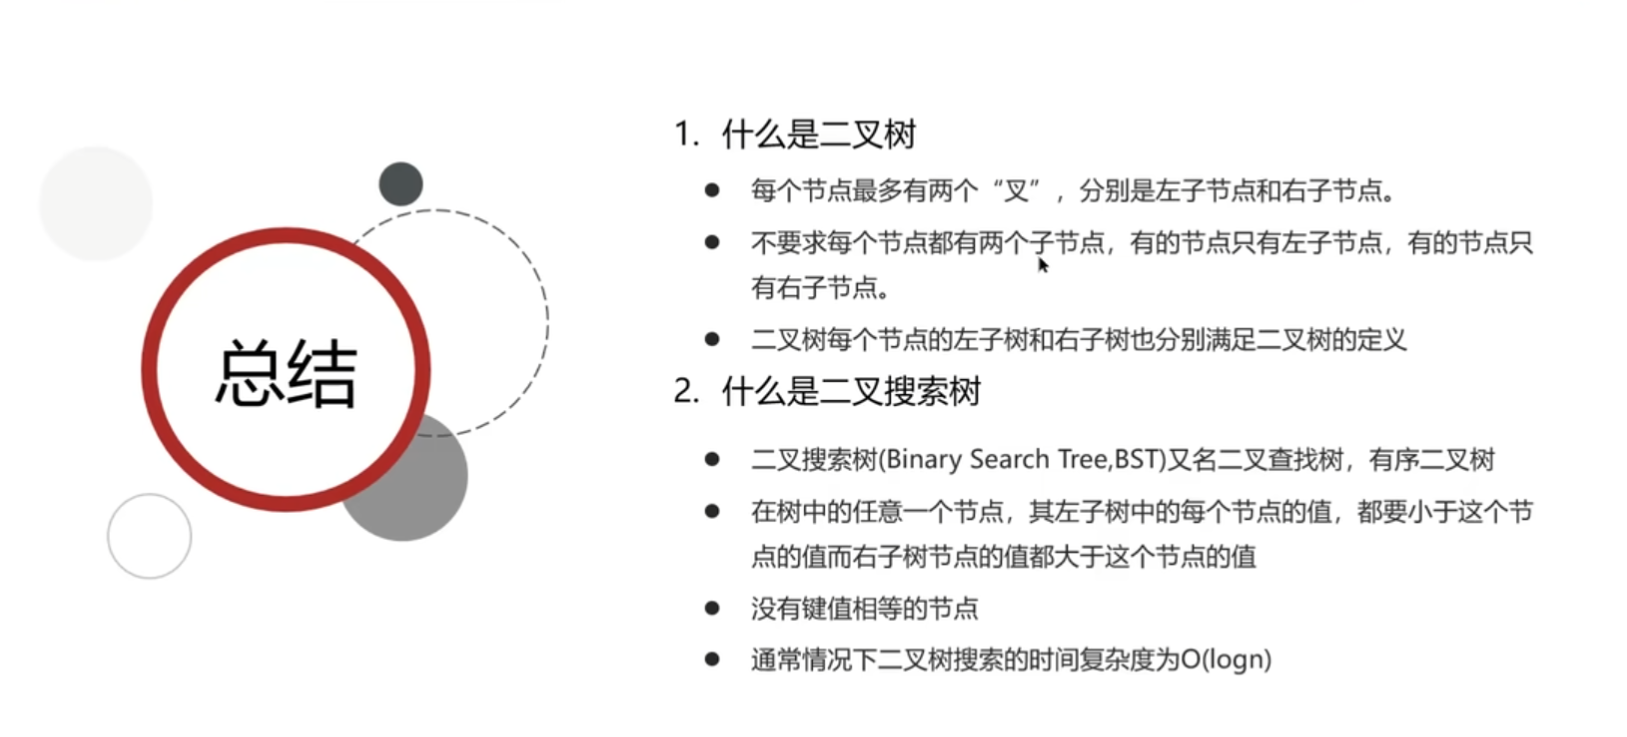 总结
1. 什么是二叉树
● 每个节点最多有两个“叉”，分别是左子节点和右子节点。
● 不要求每个节点都有两个子节点，有的节点只有左子节点，有的节点只
有右子节点。
● 二叉树每个节点的左子树和右子树也分别满足二叉树的定义
2. 什么是二叉搜索树
● 二叉搜索树(Binary Search Tree,BST)又名二叉查找树，有序二叉树
● 在树中的任意一个节点，其左子树中的每个节点的值，都要小于这个节
点的值而右子树节点的值都大于这个节点的值
● 没有键值相等的节点
● 通常情况下二叉树搜索的时间复杂度为O(logn)